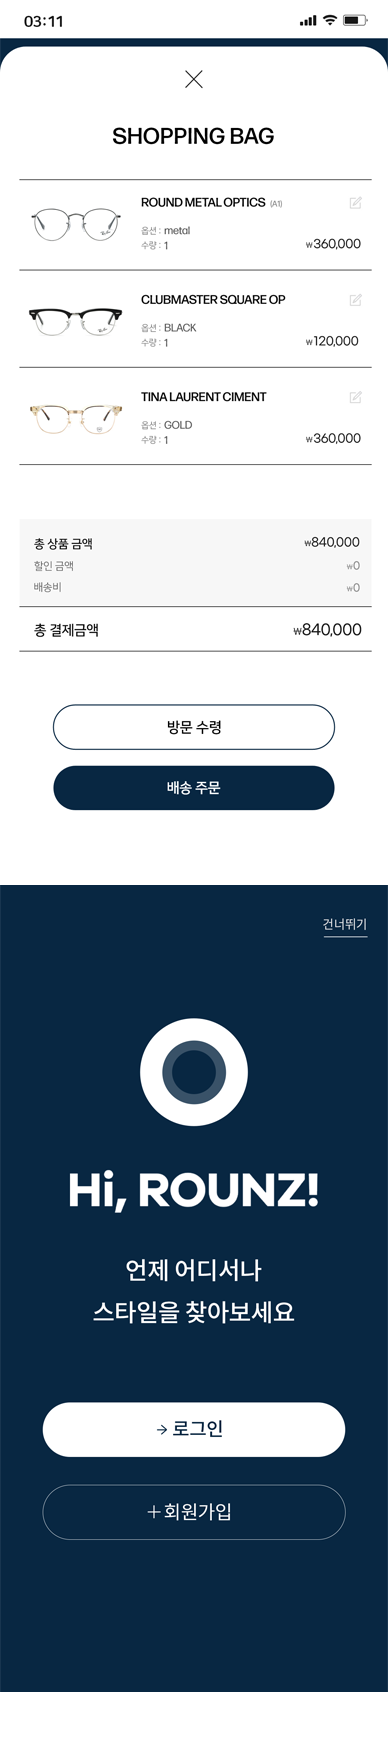 03:11
SHOPPING BAG
ROUND METAL OPTICS (A1)
옵션 : metal
수량 : 1
₩360,000
CLUBMASTER SQUARE OP
옵션 : BLACK
수량 : 1
₩120,000
TINA LAURENT CIMENT
옵션 : GOLD
수량 : 1
₩360,000
총 상품 금액 ₩840,000
할인 금액 ₩0
배송비 ₩0
총 결제금액 ₩840,000
방문 수령
배송 주문
건너뛰기
Hi, ROUNZ!
언제 어디서나
스타일을 찾아보세요
→ 로그인
+ 회원가입